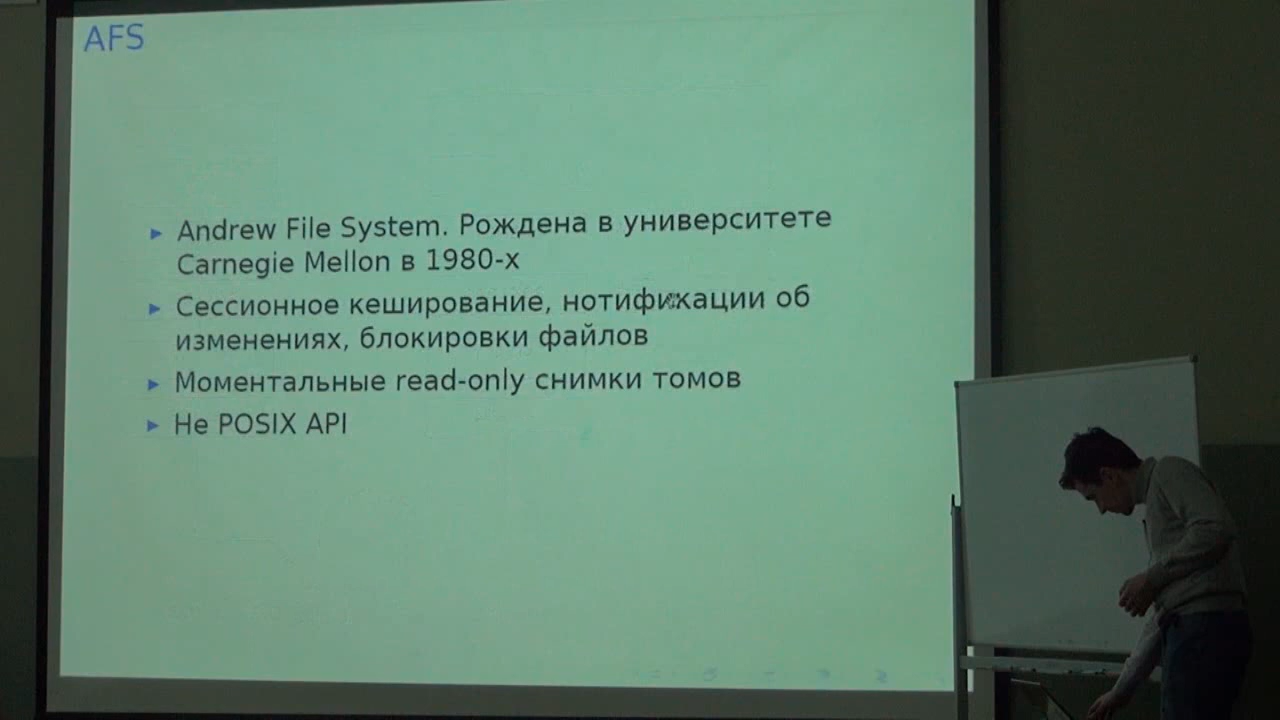 AFS
Andrew File System. Рождена в университете
Carnegie Mellon в 1980-х
Сессионное кеширование, нотификации об
изменениях, блокировки файлов
Моментальные read-only снимки томов
Не POSIX API